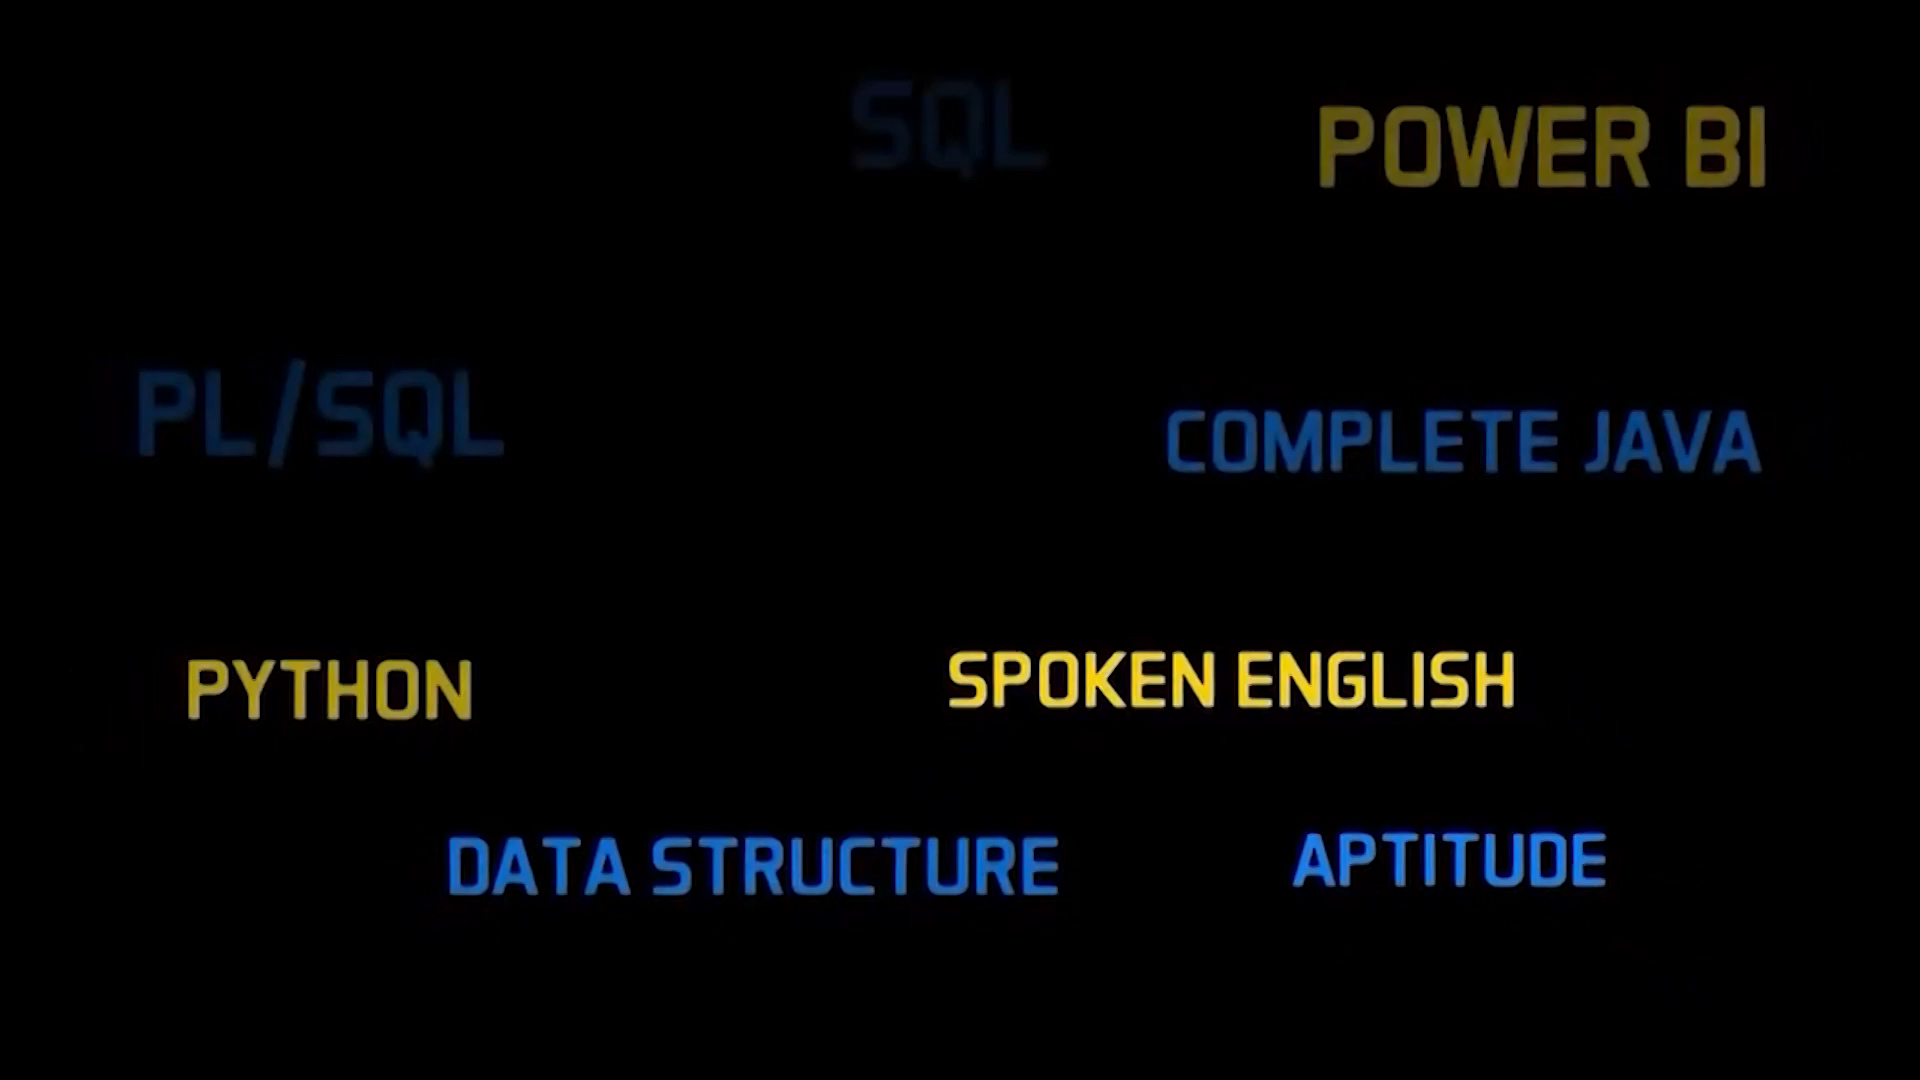 SQL
POWER BI
PL/SQL
COMPLETE JAVA
PYTHON
SPOKEN ENGLISH
DATA STRUCTURE
APTITUDE